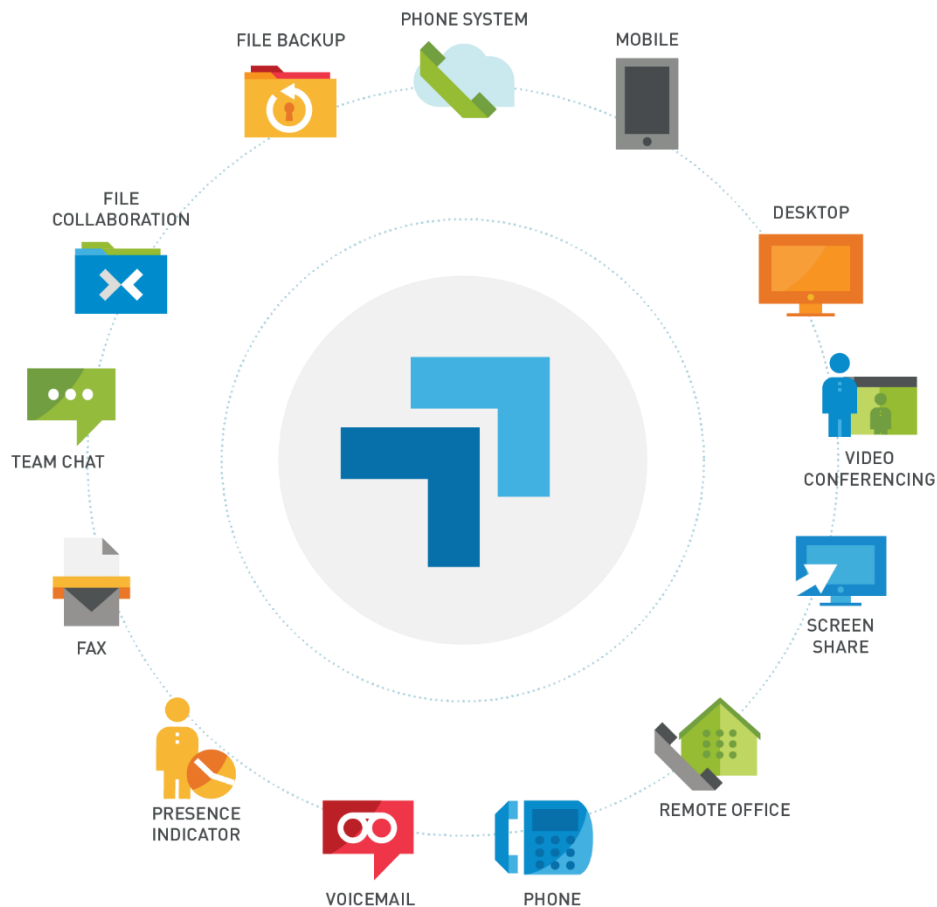 PHONE SYSTEM
FILE BACKUP
MOBILE
FILE
COLLABORATION
DESKTOP
TEAM CHAT
VIDEO
CONFERENCING
FAX
SCREEN
SHARE
PRESENCE
INDICATOR
REMOTE OFFICE
VOICEMAIL
PHONE